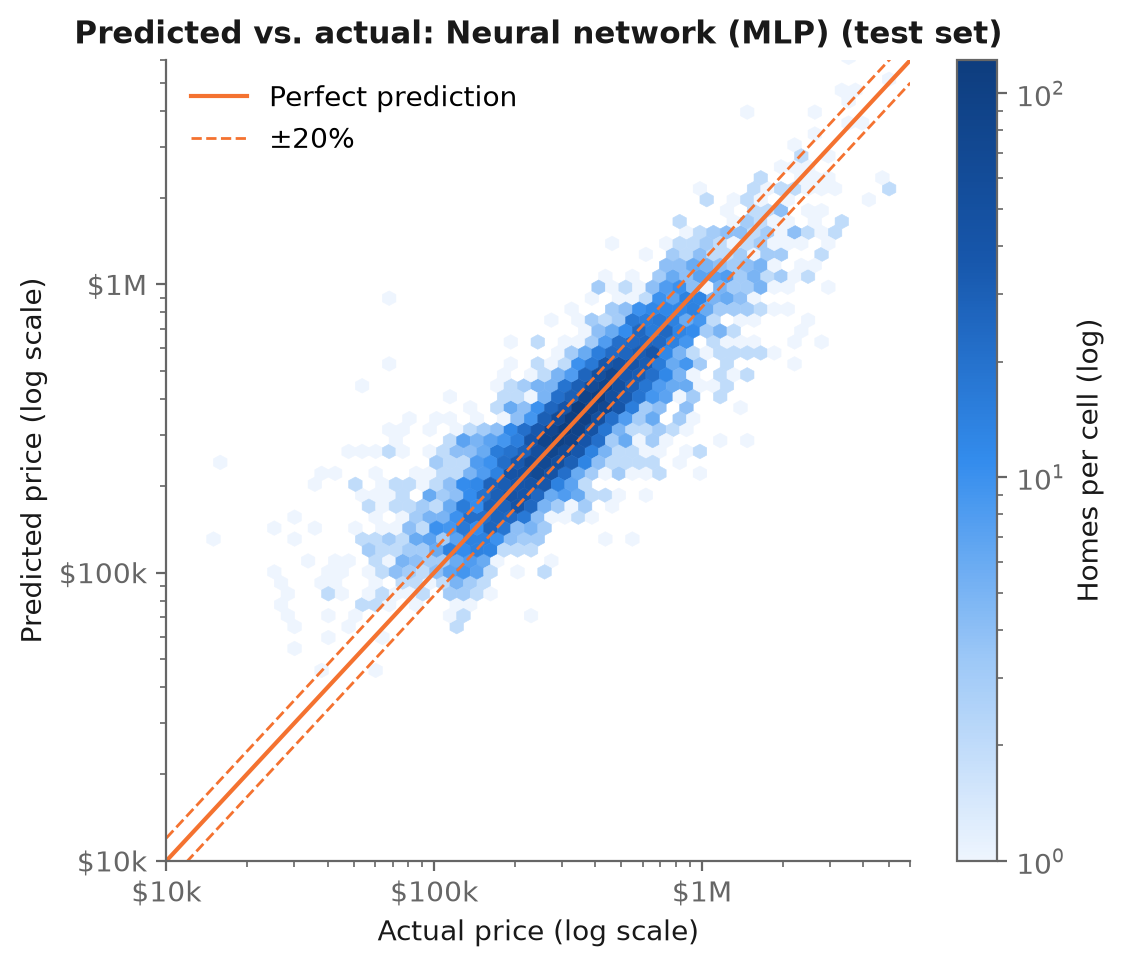 Predicted vs. actual: Neural network (MLP) (test set)
Perfect prediction
±20%
Predicted price (log scale)
$1M
$100k
$10k
$10k
$100k
$1M
Actual price (log scale)
10²
10¹
10⁰
Homes per cell (log)